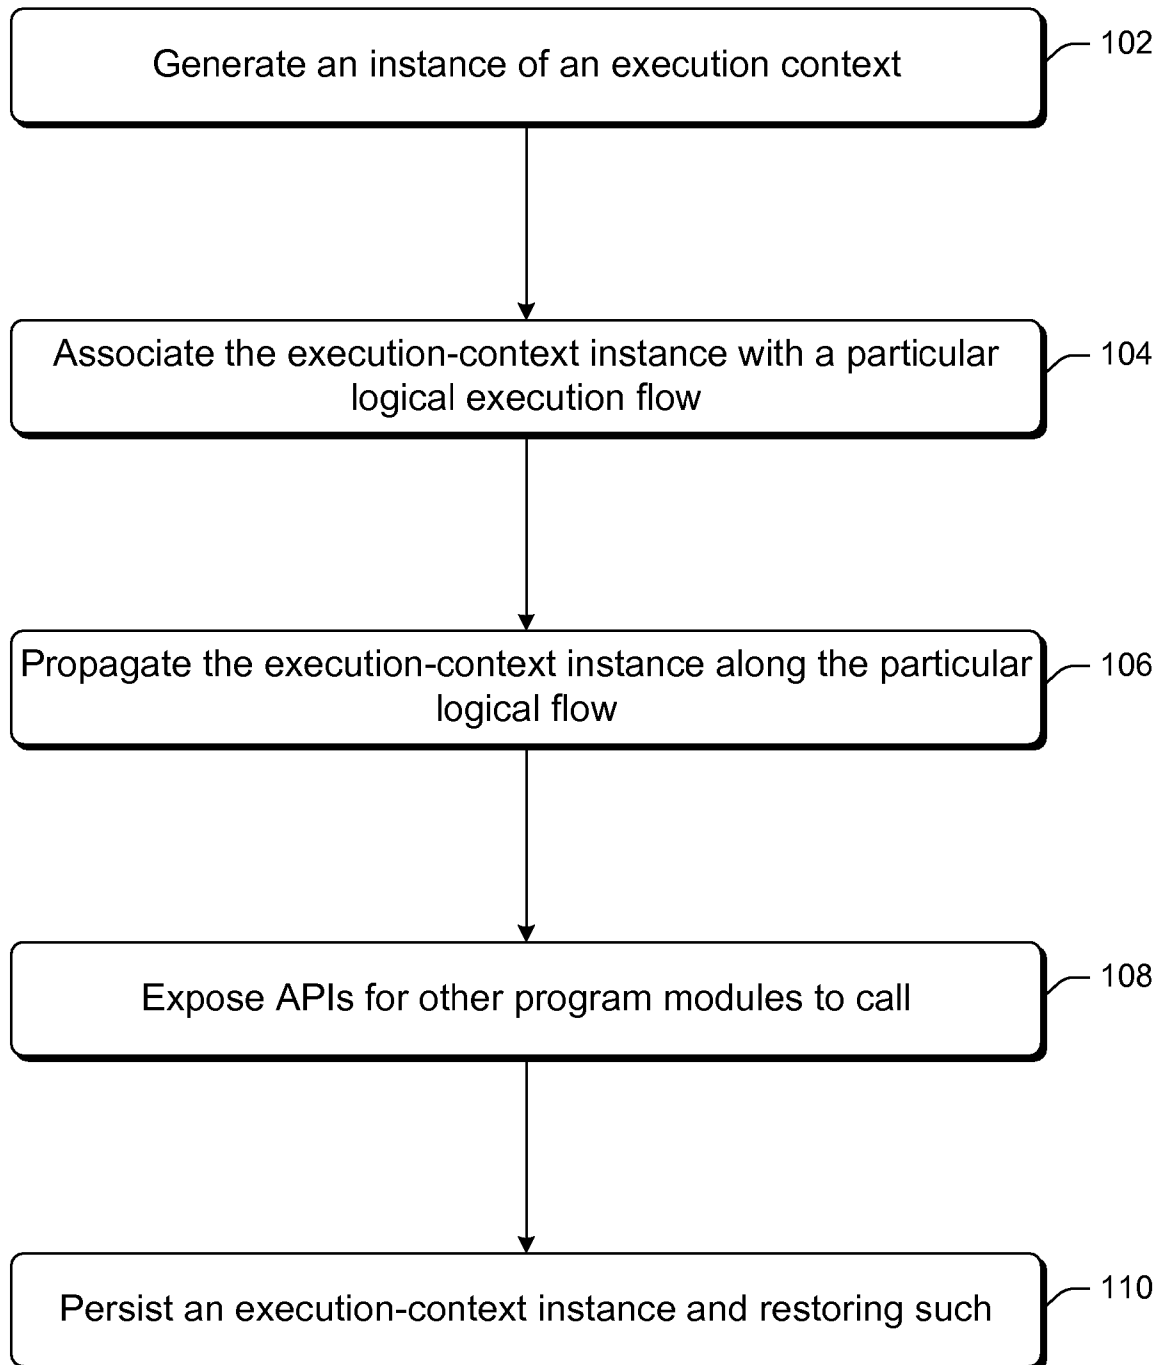 Generate an instance of an execution context
102
Associate the execution-context instance with a particular
logical execution flow
104
Propagate the execution-context instance along the particular
logical flow
106
Expose APIs for other program modules to call
108
Persist an execution-context instance and restoring such
110